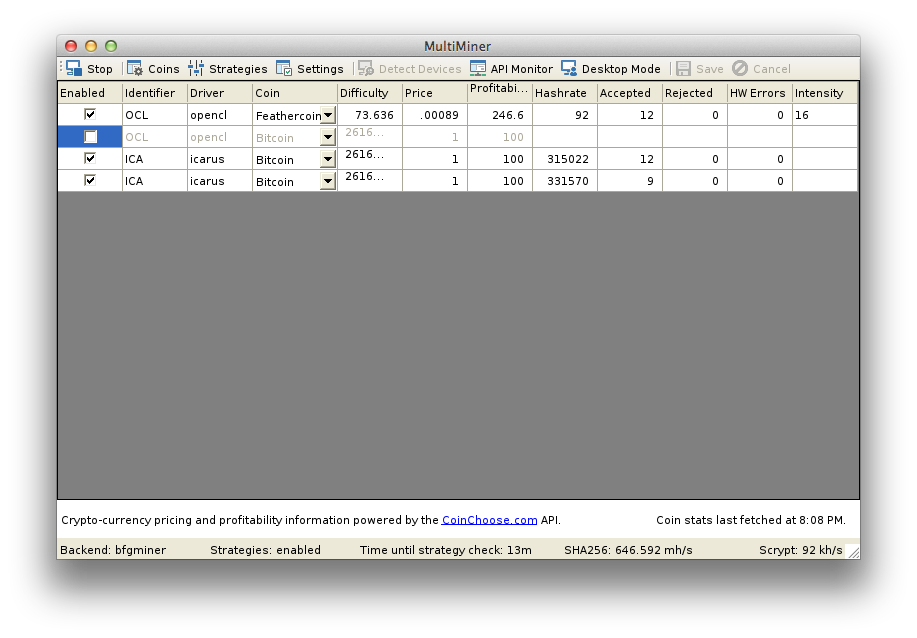 MultiMiner
Stop Coins Strategies Settings Detect Devices API Monitor Desktop Mode Save Cancel
Enabled Identifier Driver Coin Difficulty Price Profitabi... Hashrate Accepted Rejected HW Errors Intensity
OCL opencl Feathercoin 73.636 .00089 246.6 92 12 0 0 16
OCL opencl Bitcoin 2616... 1 100
ICA icarus Bitcoin 2616... 1 100 315022 12 0 0
ICA icarus Bitcoin 2616... 1 100 331570 9 0 0
Crypto-currency pricing and profitability information powered by the CoinChoose.com API. Coin stats last fetched at 8:08 PM.
Backend: bfgminer Strategies: enabled Time until strategy check: 13m SHA256: 646.592 mh/s Scrypt: 92 kh/s